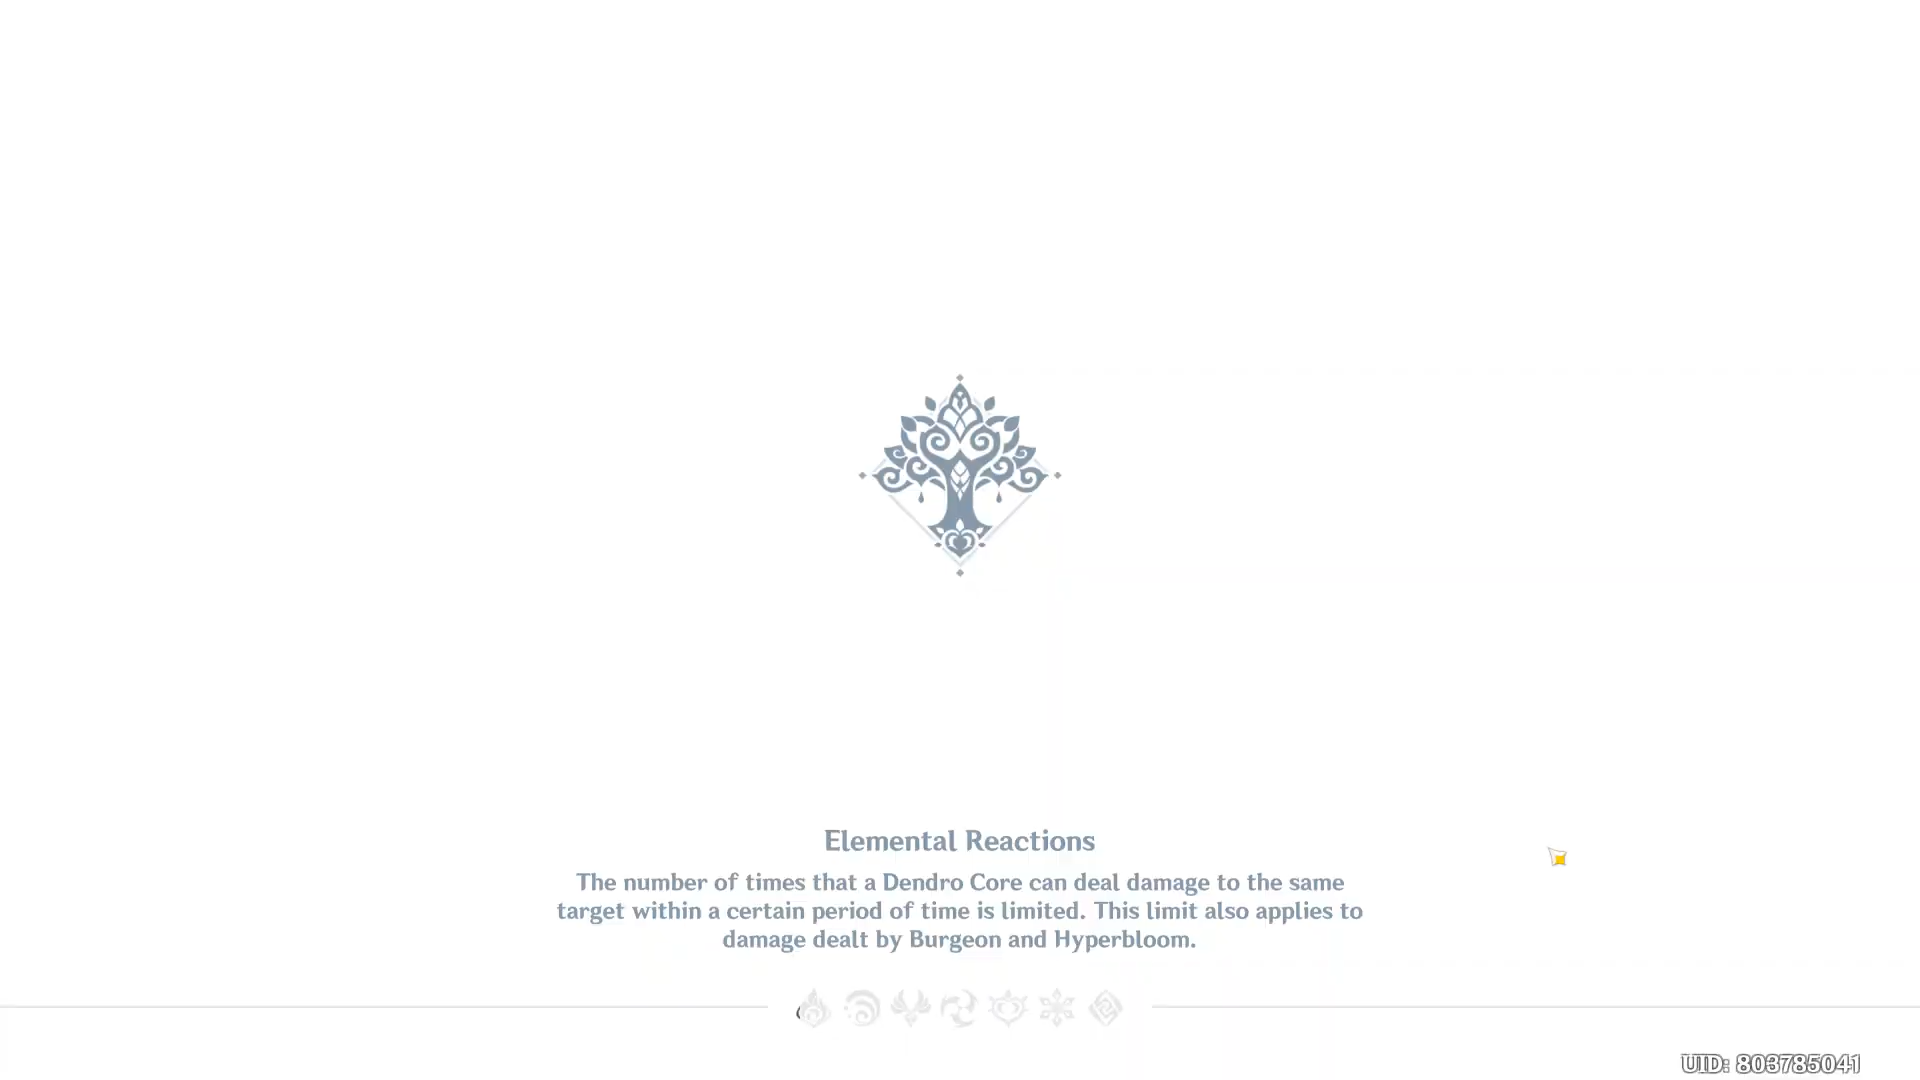 Elemental Reactions
The number of times that a Dendro Core can deal damage to the same
target within a certain period of time is limited. This limit also applies to
damage dealt by Burgeon and Hyperbloom.
UID: 803785041